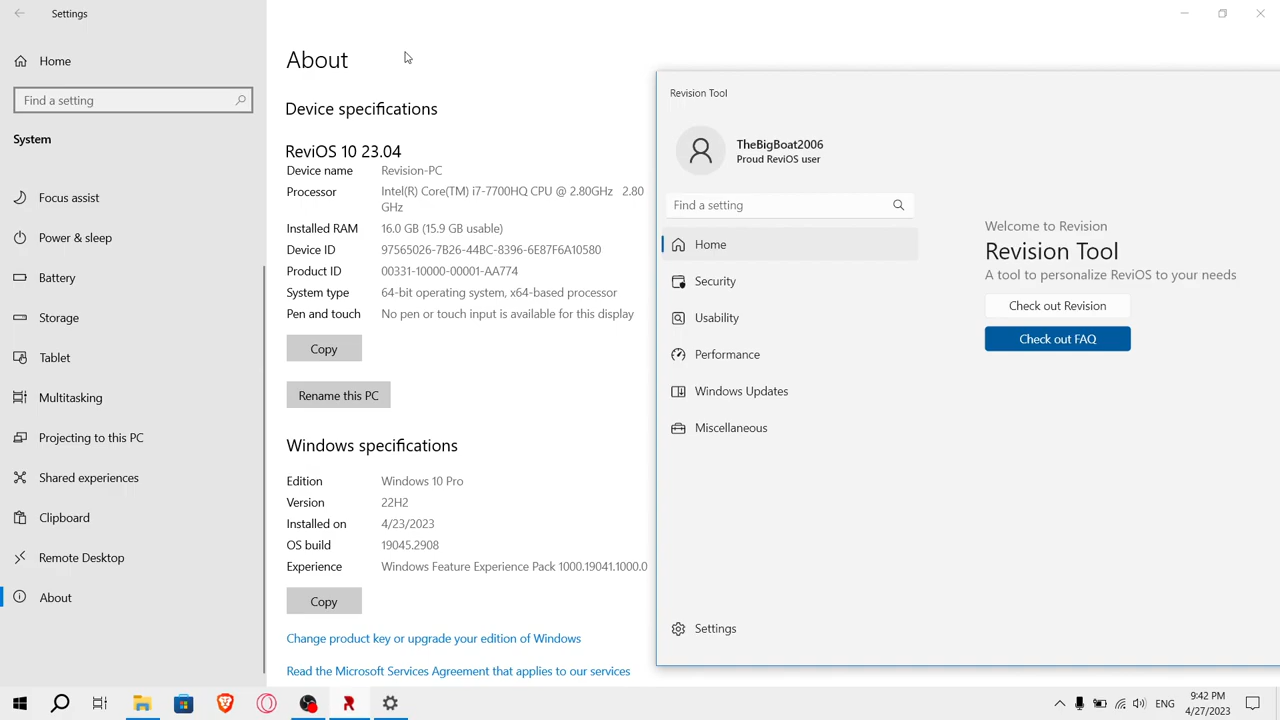 Settings
Home
Find a setting
System
Focus assist
Power & sleep
Battery
Storage
Tablet
Multitasking
Projecting to this PC
Shared experiences
Clipboard
Remote Desktop
About
About
Device specifications
ReviOS 10 23.04
Device name Revision-PC
Processor Intel(R) Core(TM) i7-7700HQ CPU @ 2.80GHz 2.80
GHz
Installed RAM 16.0 GB (15.9 GB usable)
Device ID 97565026-7B26-44BC-8396-6E87F6A10580
Product ID 00331-10000-00001-AA774
System type 64-bit operating system, x64-based processor
Pen and touch No pen or touch input is available for this display
Copy
Rename this PC
Windows specifications
Edition Windows 10 Pro
Version 22H2
Installed on 4/23/2023
OS build 19045.2908
Experience Windows Feature Experience Pack 1000.19041.1000.0
Copy
Change product key or upgrade your edition of Windows
Read the Microsoft Services Agreement that applies to our services
Revision Tool
TheBigBoat2006
Proud ReviOS user
Find a setting
Home
Security
Usability
Performance
Windows Updates
Miscellaneous
Settings
Welcome to Revision
Revision Tool
A tool to personalize ReviOS to your needs
Check out Revision
Check out FAQ
ENG
9:42 PM
4/27/2023